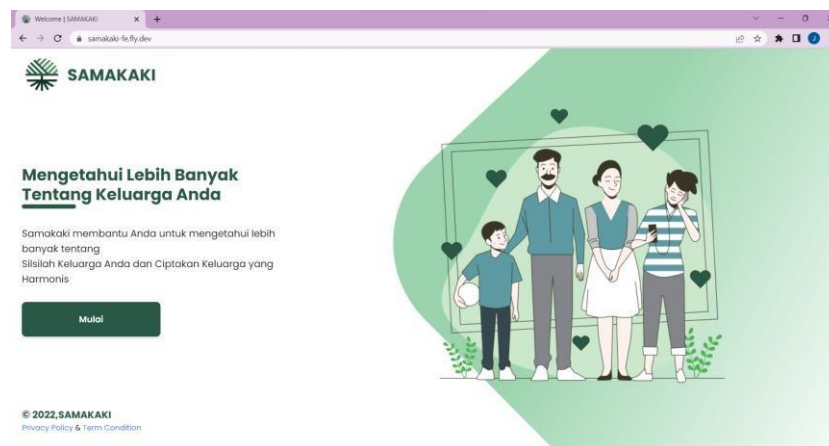 Welcome | SAMAKAKI
samakaki-fe.fly.dev
SAMAKAKI
Mengetahui Lebih Banyak
Tentang Keluarga Anda
Samakaki membantu Anda untuk mengetahui lebih
banyak tentang
Silsilah Keluarga Anda dan Ciptakan Keluarga yang
Harmonis
Mulai
© 2022,SAMAKAKI
Privacy Policy & Term Condition